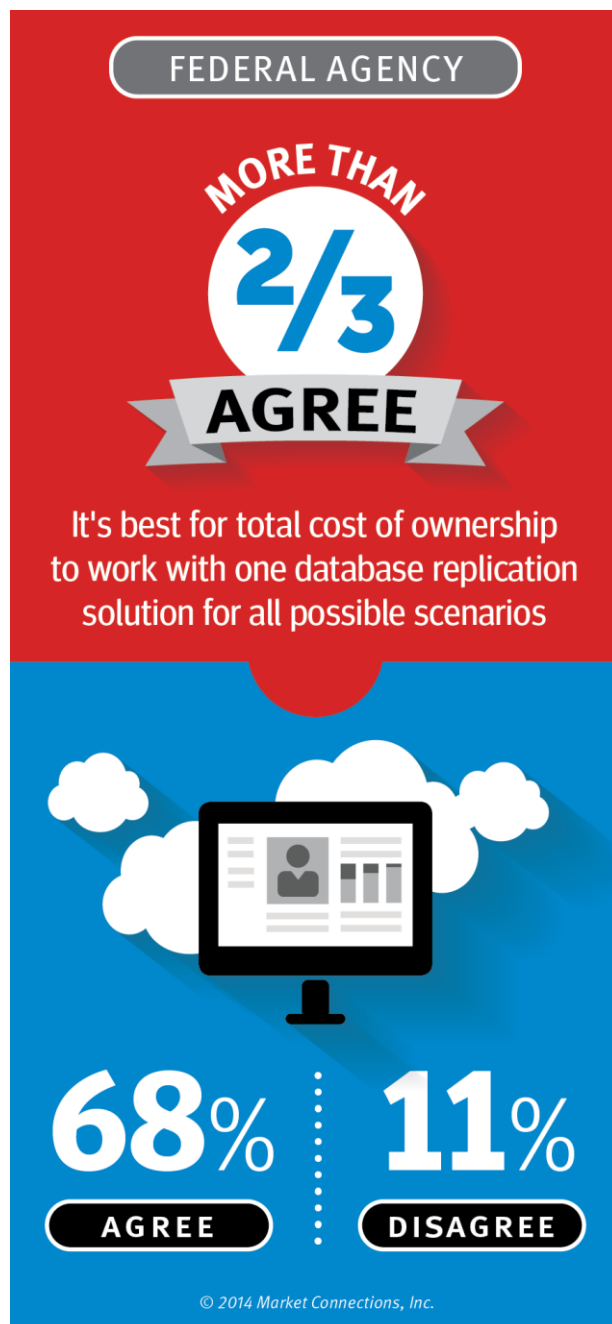 FEDERAL AGENCY
MORE THAN
2/3
AGREE
It's best for total cost of ownership
to work with one database replication
solution for all possible scenarios
68% 11%
AGREE DISAGREE
© 2014 Market Connections, Inc.